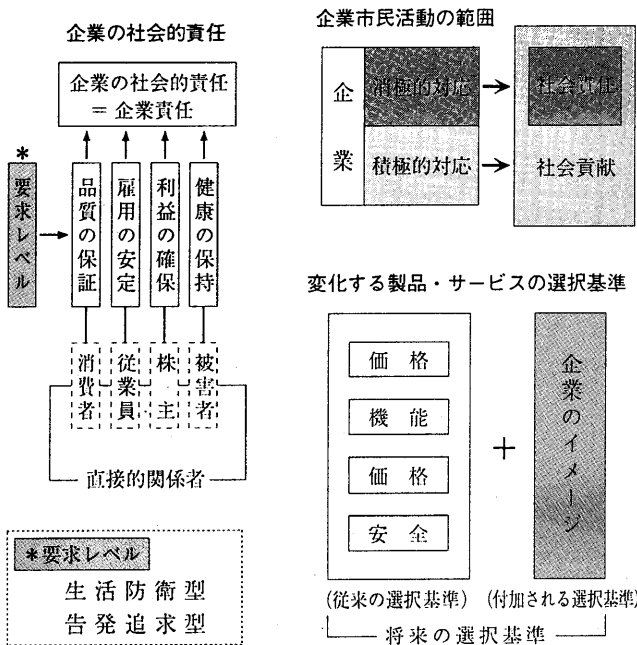 企業の社会的責任
企業の社会的責任
＝企業責任
*
要求レベル
品質の保証
雇用の安定
利益の確保
健康の保持
消費者
従業員
株主
被害者
直接的関係者
*要求レベル
生活防衛型
告発追求型
企業市民活動の範囲
企業
消極的対応
社会責任
積極的対応
社会貢献
変化する製品・サービスの選択基準
価格
機能
価格
安全
+
企業のイメージ
(従来の選択基準)
(付加される選択基準)
将来の選択基準